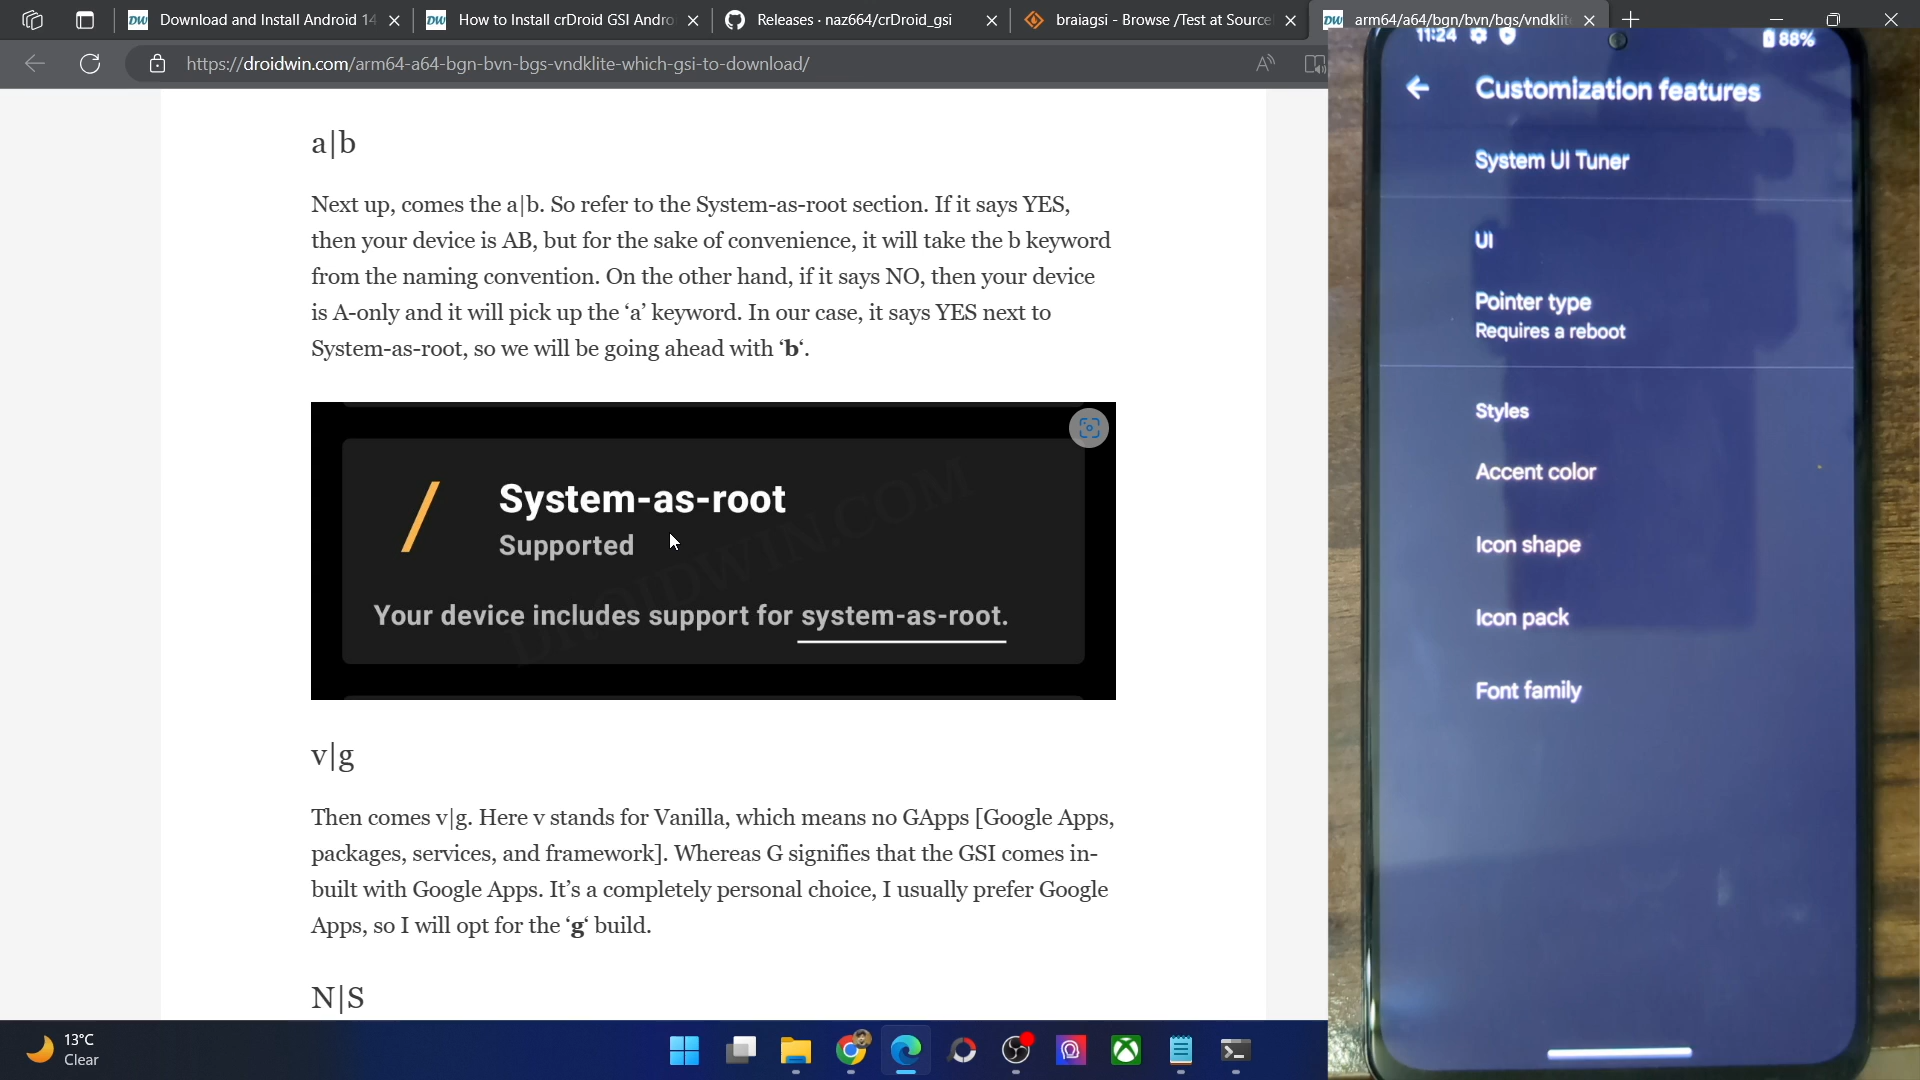 Download and Install Android 14
How to Install crDroid GSI Andro
Releases · naz664/crDroid_gsi
braiagsi - Browse /Test at Source
arm64/a64/bgn/bvn/bgs/vndklit
https://droidwin.com/arm64-a64-bgn-bvn-bgs-vndklite-which-gsi-to-download/
a|b
Next up, comes the a|b. So refer to the System-as-root section. If it says YES,
then your device is AB, but for the sake of convenience, it will take the b keyword
from the naming convention. On the other hand, if it says NO, then your device
is A-only and it will pick up the ‘a’ keyword. In our case, it says YES next to
System-as-root, so we will be going ahead with ‘b‘.
System-as-root
Supported
Your device includes support for system-as-root.
DROIDWIN.COM
v|g
Then comes v|g. Here v stands for Vanilla, which means no GApps [Google Apps,
packages, services, and framework]. Whereas G signifies that the GSI comes in-
built with Google Apps. It’s a completely personal choice, I usually prefer Google
Apps, so I will opt for the ‘g‘ build.
N|S
11:24
88%
Customization features
System UI Tuner
UI
Pointer type
Requires a reboot
Styles
Accent color
Icon shape
Icon pack
Font family
13°C
Clear